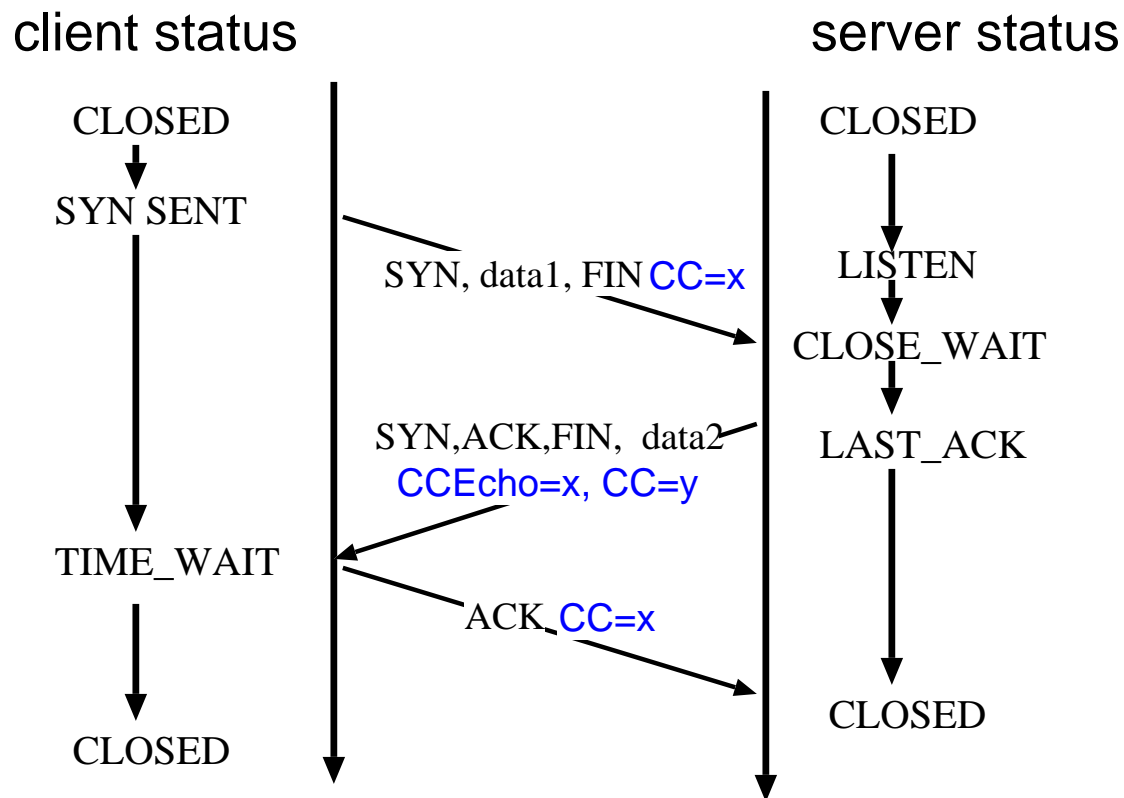 client status
server status
CLOSED
CLOSED
SYN SENT
SYN, data1, FIN CC=x
LISTEN
CLOSE_WAIT
SYN,ACK,FIN, data2
CCEcho=x, CC=y
LAST_ACK
TIME_WAIT
ACK CC=x
CLOSED
CLOSED